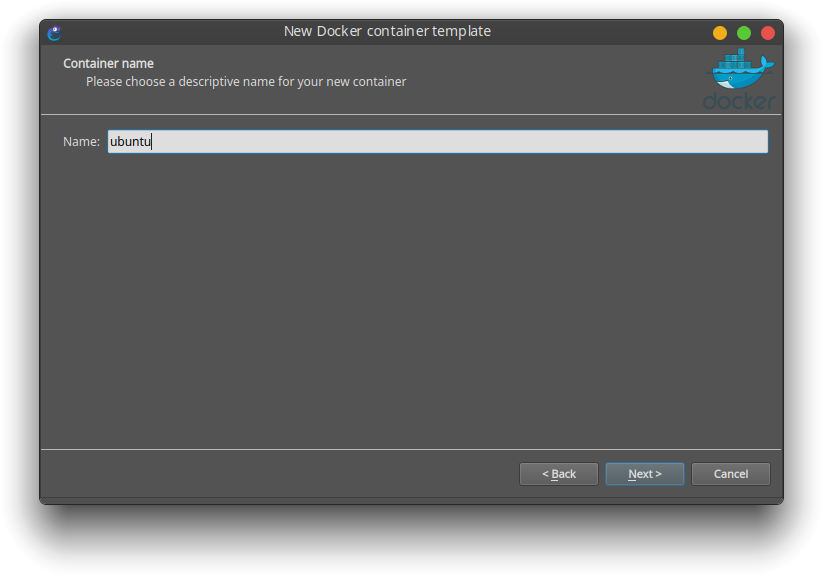 New Docker container template
Container name
Please choose a descriptive name for your new container
docker
Name: ubuntu
< Back Next > Cancel